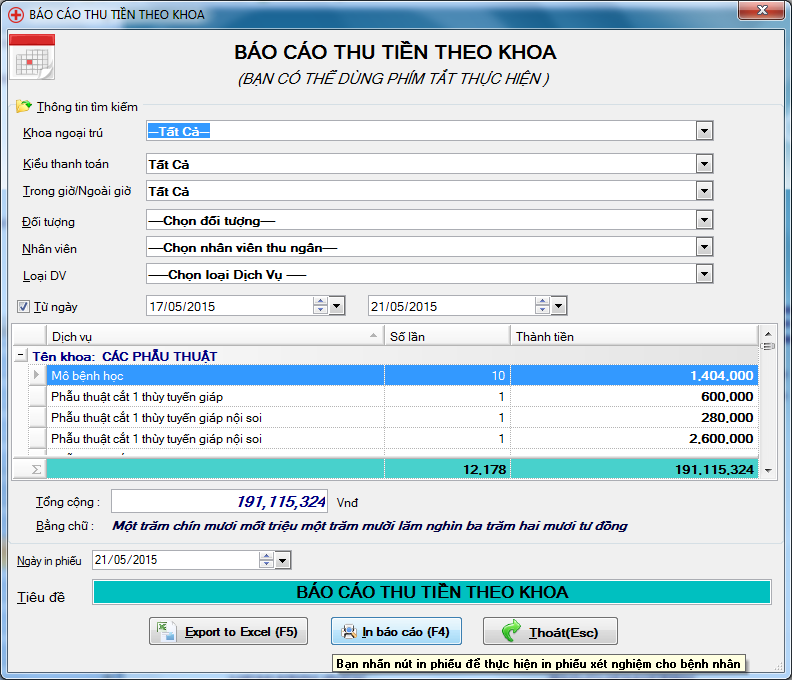 BÁO CÁO THU TIỀN THEO KHOA
BÁO CÁO THU TIỀN THEO KHOA
(BẠN CÓ THỂ DÙNG PHÍM TẮT THỰC HIỆN )
Thông tin tìm kiếm
Khoa ngoại trú ---Tất Cả---
Kiểu thanh toán Tất Cả
Trong giờ/Ngoài giờ Tất Cả
Đối tượng ----Chọn đối tượng----
Nhân viên ----Chọn nhân viên thu ngân----
Loại DV -----Chọn loại Dịch Vụ -----
Từ ngày 17/05/2015 21/05/2015
Dịch vụ Số lần Thành tiền
Tên khoa: CÁC PHẪU THUẬT
Mô bệnh học 10 1,404,000
Phẫu thuật cắt 1 thùy tuyến giáp 1 600,000
Phẫu thuật cắt 1 thùy tuyến giáp nội soi 1 280,000
Phẫu thuật cắt 1 thùy tuyến giáp nội soi 1 2,600,000
Σ 12,178 191,115,324
Tổng cộng : 191,115,324 Vnđ
Bằng chữ : Một trăm chín mươi mốt triệu một trăm mười lăm nghìn ba trăm hai mươi tư đồng
Ngày in phiếu 21/05/2015
Tiêu đề BÁO CÁO THU TIỀN THEO KHOA
Export to Excel (F5) In báo cáo (F4) Thoát(Esc)
Bạn nhấn nút in phiếu để thực hiện in phiếu xét nghiệm cho bệnh nhân